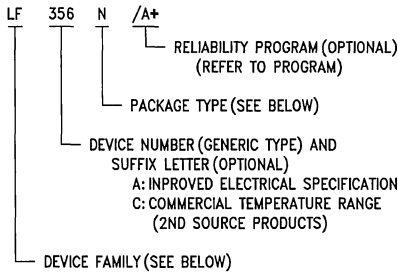 LF 356 N /A+
RELIABILITY PROGRAM (OPTIONAL)
(REFER TO PROGRAM)
PACKAGE TYPE (SEE BELOW)
DEVICE NUMBER (GENERIC TYPE) AND
SUFFIX LETTER (OPTIONAL)
A: INPROVED ELECTRICAL SPECIFICATION
C: COMMERCIAL TEMPERATURE RANGE
(2ND SOURCE PRODUCTS)
DEVICE FAMILY (SEE BELOW)